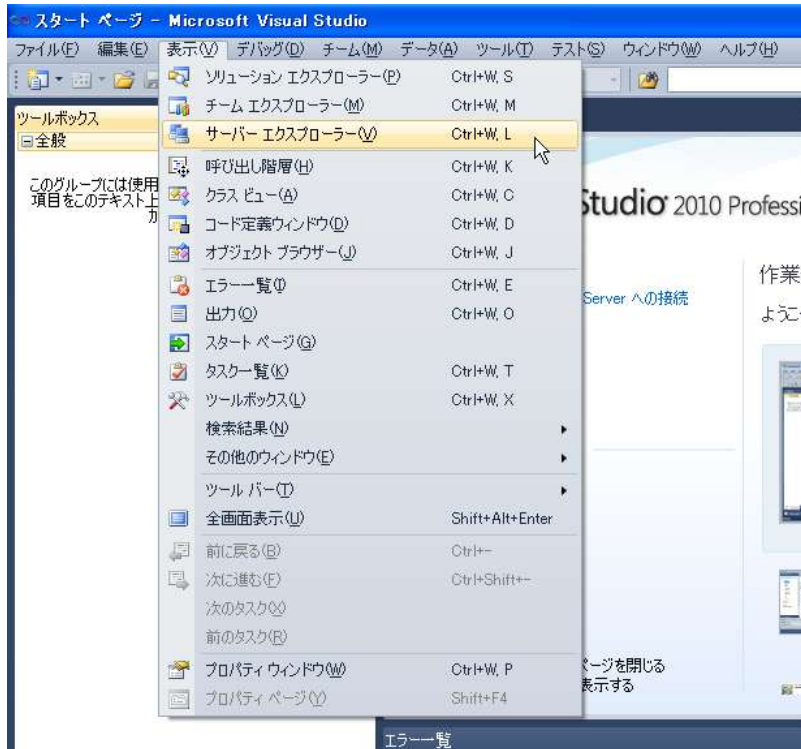 スタート ページ - Microsoft Visual Studio
ファイル(F) 編集(E) 表示(V) デバッグ(D) チーム(M) データ(A) ツール(T) テスト(S) ウィンドウ(W) ヘルプ(H)
ツールボックス
全般
このグループには使用
項目をこのテキスト上
ソリューション エクスプローラー(P) Ctrl+W, S
チーム エクスプローラー(M) Ctrl+W, M
サーバー エクスプローラー(V) Ctrl+W, L
呼び出し階層(H) Ctrl+W, K
クラス ビュー(A) Ctrl+W, C
コード定義ウィンドウ(D) Ctrl+W, D
オブジェクト ブラウザー(J) Ctrl+W, J
エラー一覧(I) Ctrl+W, E
出力(O) Ctrl+W, O
スタート ページ(G)
タスク一覧(K) Ctrl+W, T
ツールボックス(L) Ctrl+W, X
検索結果(N)
その他のウィンドウ(E)
ツール バー(T)
全画面表示(U) Shift+Alt+Enter
前に戻る(B) Ctrl+-
次に進む(F) Ctrl+Shift+-
次のタスク(X)
前のタスク(R)
プロパティ ウィンドウ(W) Ctrl+W, P
プロパティ ページ(Y) Shift+F4
Studio 2010 Professi
Server への接続
作業
ようこ
ページを閉じる
表示する
エラー一覧